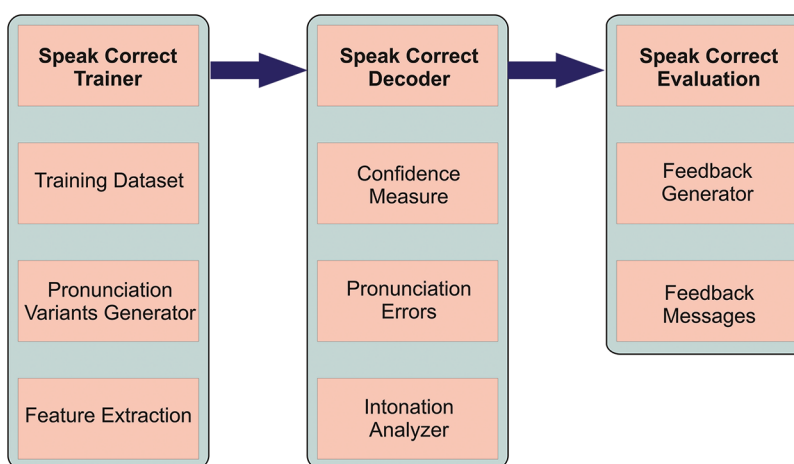 Speak Correct
Trainer
Training Dataset
Pronunciation
Variants Generator
Feature Extraction
Speak Correct
Decoder
Confidence
Measure
Pronunciation
Errors
Intonation
Analyzer
Speak Correct
Evaluation
Feedback
Generator
Feedback
Messages